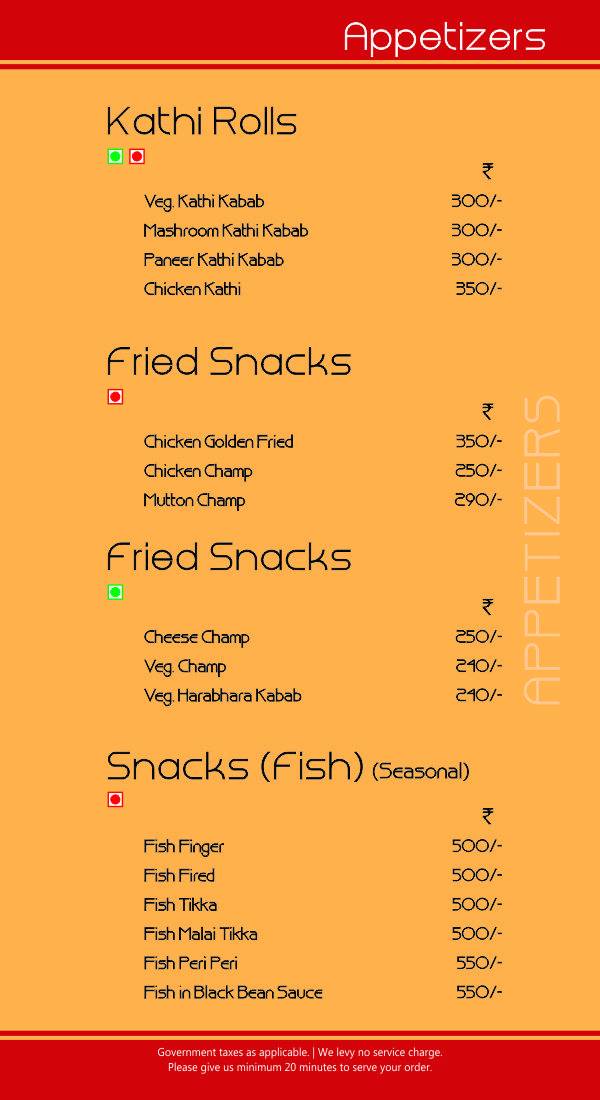 Appetizers
Kathi Rolls
₹
Veg. Kathi Kabab 300/-
Mashroom Kathi Kabab 300/-
Paneer Kathi Kabab 300/-
Chicken Kathi 350/-
Fried Snacks
₹
Chicken Golden Fried 350/-
Chicken Champ 250/-
Mutton Champ 290/-
Fried Snacks
₹
Cheese Champ 250/-
Veg. Champ 240/-
Veg. Harabhara Kabab 240/-
APPETIZERS
Snacks (Fish) (Seasonal)
₹
Fish Finger 500/-
Fish Fired 500/-
Fish Tikka 500/-
Fish Malai Tikka 500/-
Fish Peri Peri 550/-
Fish in Black Bean Sauce 550/-
Government taxes as applicable. | We levy no service charge.
Please give us minimum 20 minutes to serve your order.